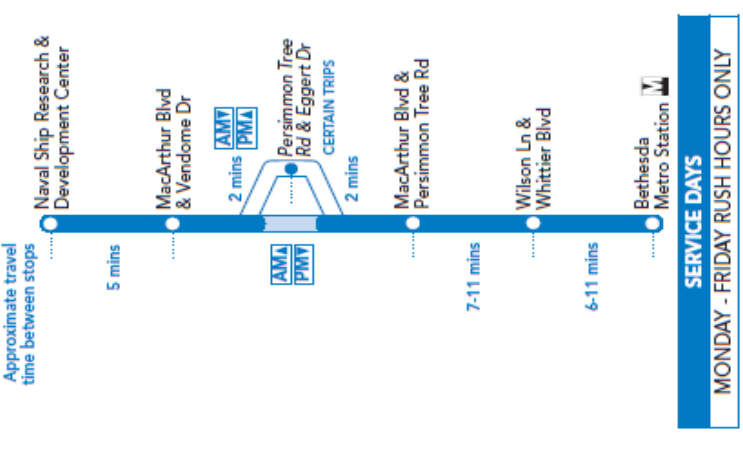 Approximate travel
time between stops
Naval Ship Research &
Development Center
5 mins
MacArthur Blvd
& Vendome Dr
2 mins
AM▼
PM▲
Persimmon Tree
Rd & Eggert Dr
CERTAIN TRIPS
2 mins
AM▲
PM▼
MacArthur Blvd &
Persimmon Tree Rd
7-11 mins
Wilson Ln &
Whittier Blvd
6-11 mins
Bethesda
Metro Station M
SERVICE DAYS
MONDAY - FRIDAY RUSH HOURS ONLY